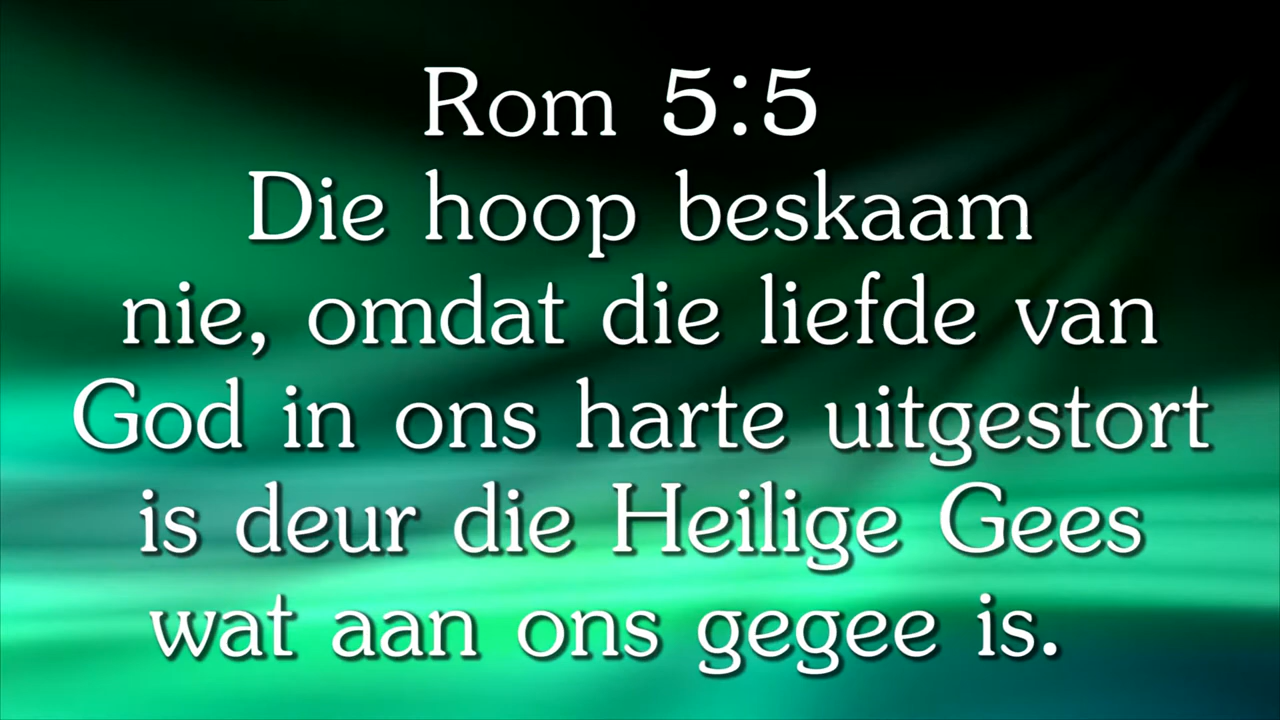 Rom 5:5
Die hoop beskaam
nie, omdat die liefde van
God in ons harte uitgestort
is deur die Heilige Gees
wat aan ons gegee is.